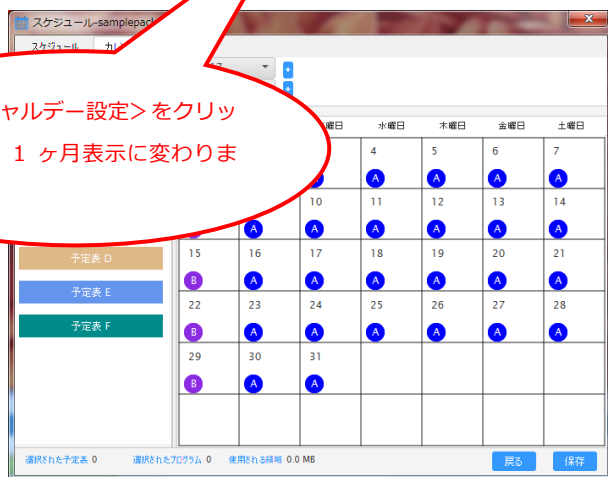 スケジュール-samplepac
スケジュール カレ
ャルデー設定＞をクリッ
1 ヶ月表示に変わりま
曜日 水曜日 木曜日 金曜日 土曜日
4 5 6 7
A A A A
10 11 12 13 14
A A A A A A
予定表 D
15 16 17 18 19 20 21
B A A A A A A
予定表 E
22 23 24 25 26 27 28
B A A A A A A
予定表 F
29 30 31
B A A
選択された予定表 0 選択されたプログラム 0 使用される領域 0.0 MB
戻る 保存